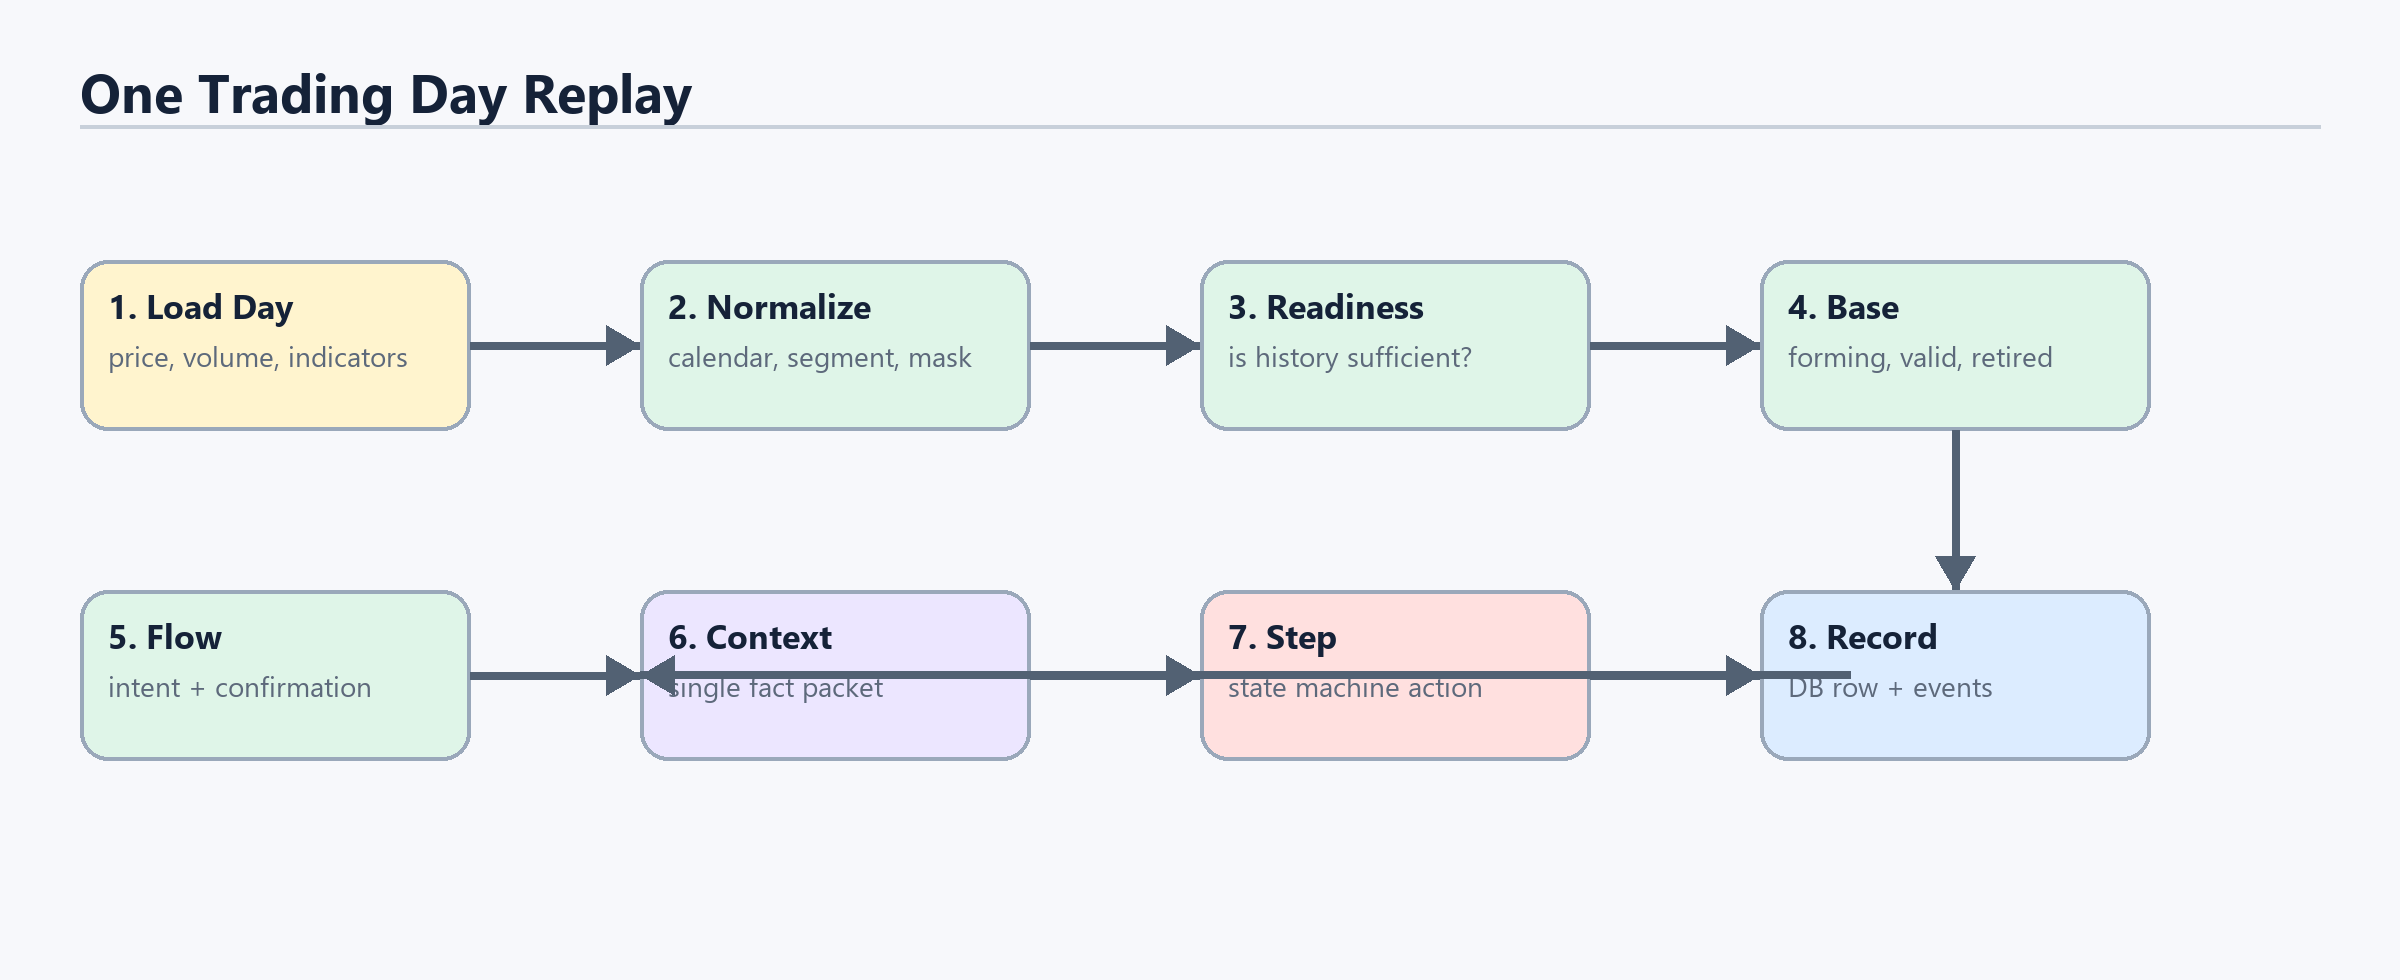 One Trading Day Replay
1. Load Day
price, volume, indicators
2. Normalize
calendar, segment, mask
3. Readiness
is history sufficient?
4. Base
forming, valid, retired
5. Flow
intent + confirmation
6. Context
single fact packet
7. Step
state machine action
8. Record
DB row + events